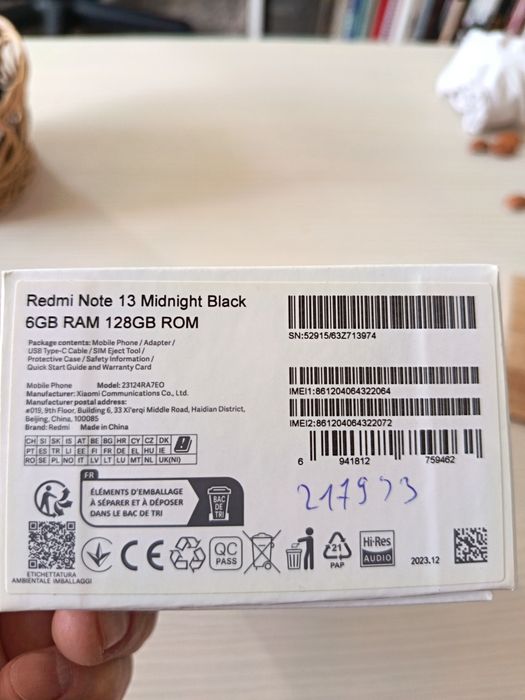 Redmi Note 13 Midnight Black
6GB RAM 128GB ROM
Package contents: Mobile Phone / Adapter /
USB Type-C Cable / SIM Eject Tool /
Protective Case / Safety Information /
Quick Start Guide and Warranty Card
Mobile Phone Model: 23124RA7EO
Manufacturer: Xiaomi Communications Co., Ltd.
Manufacturer postal address:
#019, 9th Floor, Building 6, 33 Xi'erqi Middle Road, Haidian District,
Beijing, China, 100085
Brand: Redmi Made in China
SN:52915/63Z713974
IMEI1:861204064322064
IMEI2:861204064322072
6 941812 759462
CH SI SK IS AT BE BG HR CY CZ DK
PT ES TR LI EE FI FR DE EL HU IE
RO SE PL NO IT LV LT LU MT NL UK(NI)
FR
ÉLÉMENTS D'EMBALLAGE
À SÉPARER ET À DÉPOSER
DANS LE BAC DE TRI
BAC
DE
TRI
ETICHETTATURA
AMBIENTALE IMBALLAGGI
CE
QC
PASS
21
PAP
Hi-Res
AUDIO
2023.12